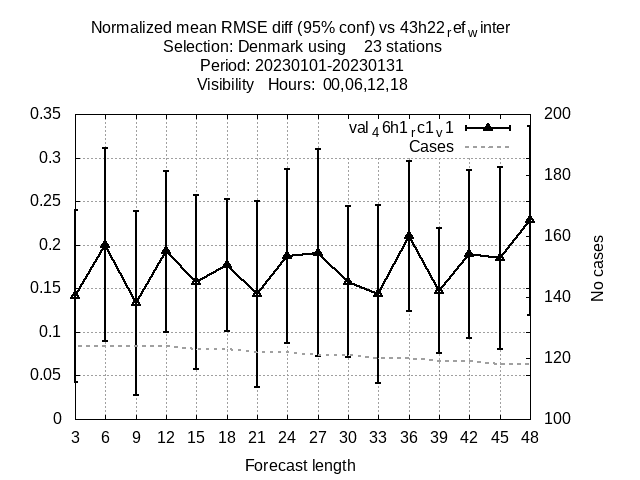 Normalized mean RMSE diff (95% conf) vs 43h22ref winter
Selection: Denmark using 23 stations
Period: 20230101-20230131
Visibility Hours: 00,06,12,18
0.35 200
val46h1rc1v1
Cases
0.3
180
0.25
0.2
160
0.15
140
0.1
120
0.05
0 100
No cases
3 6 9 12 15 18 21 24 27 30 33 36 39 42 45 48
Forecast length